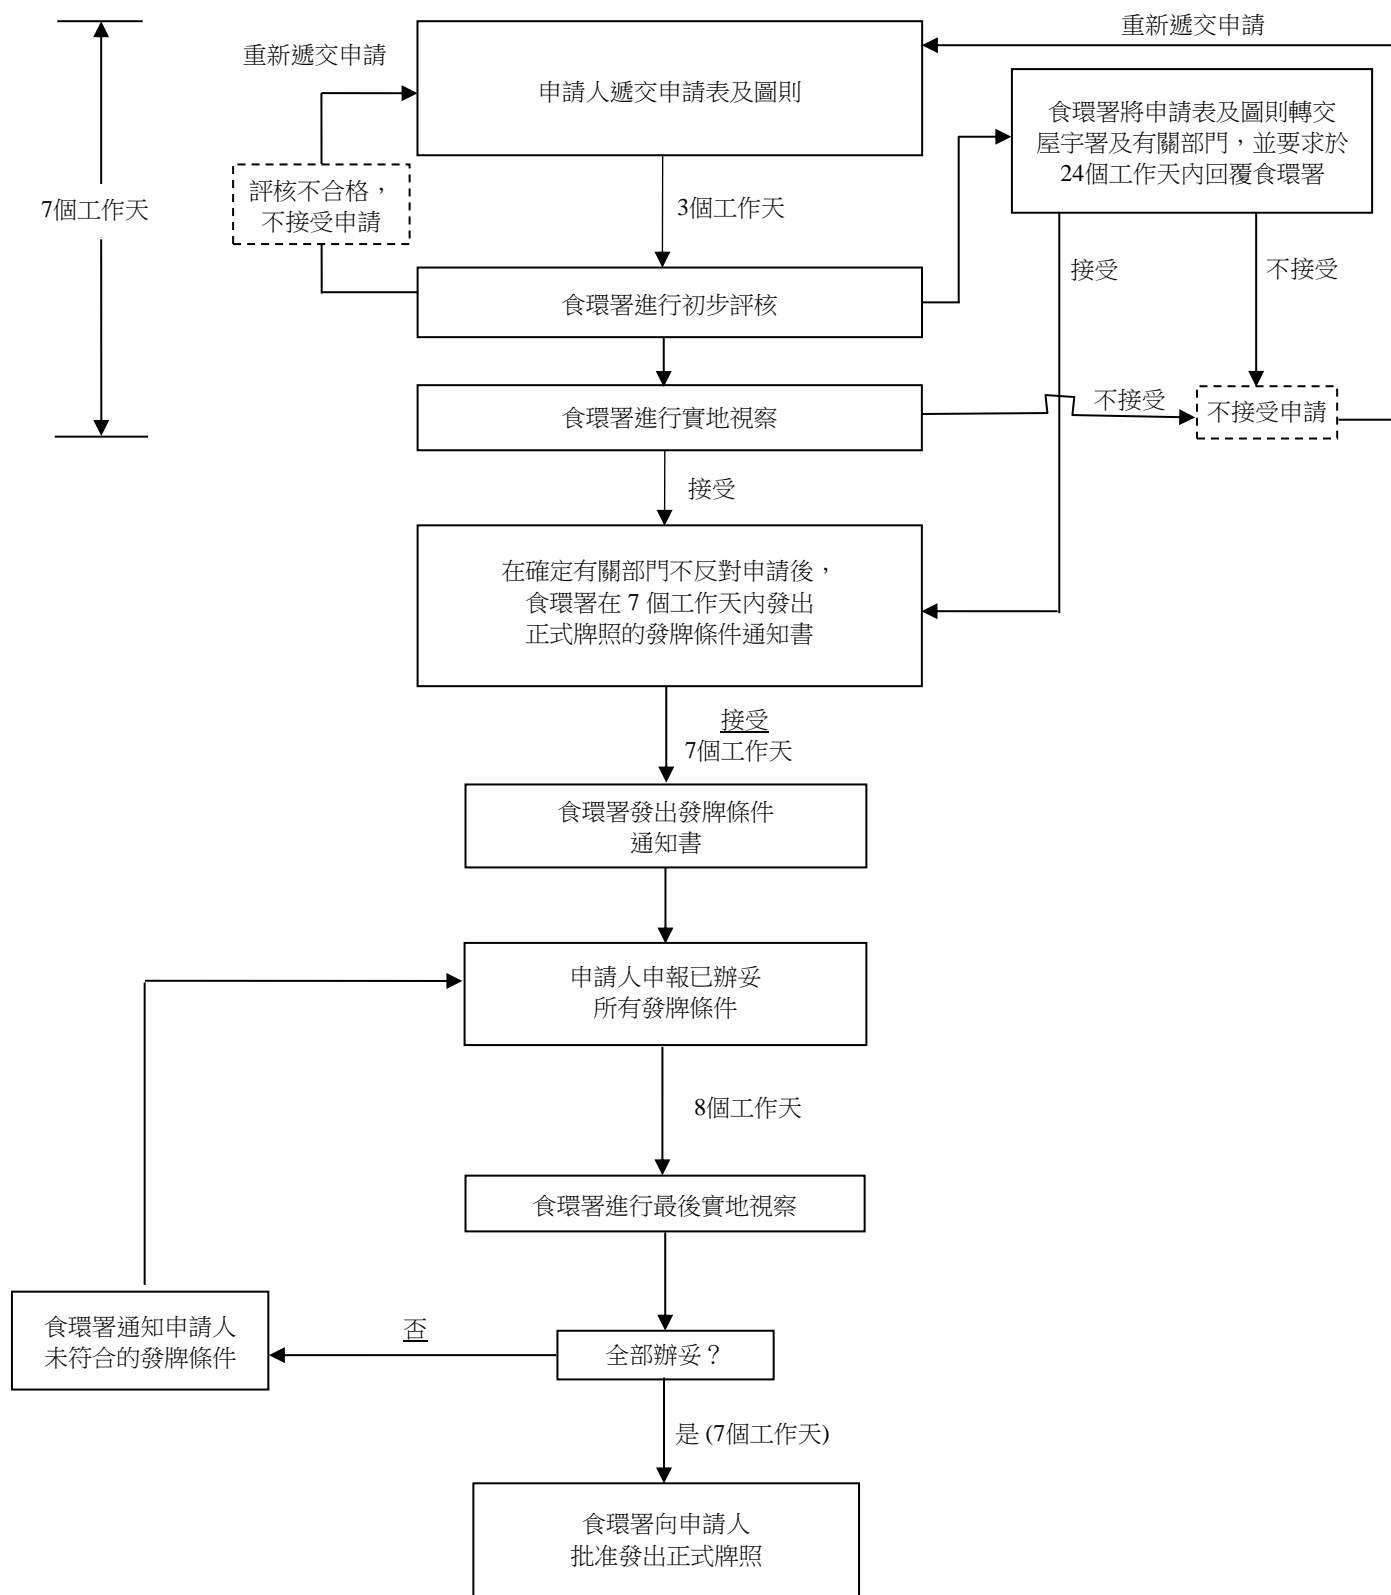 重新遞交申請
重新遞交申請
申請人遞交申請表及圖則
食環署將申請表及圖則轉交
屋宇署及有關部門，並要求於
24個工作天內回覆食環署
評核不合格，
不接受申請
7個工作天
3個工作天
接受
不接受
食環署進行初步評核
食環署進行實地視察
不接受
不接受申請
接受
在確定有關部門不反對申請後，
食環署在 7 個工作天內發出
正式牌照的發牌條件通知書
接受
7個工作天
食環署發出發牌條件
通知書
申請人申報已辦妥
所有發牌條件
8個工作天
食環署進行最後實地視察
食環署通知申請人
未符合的發牌條件
否
全部辦妥？
是 (7個工作天)
食環署向申請人
批准發出正式牌照